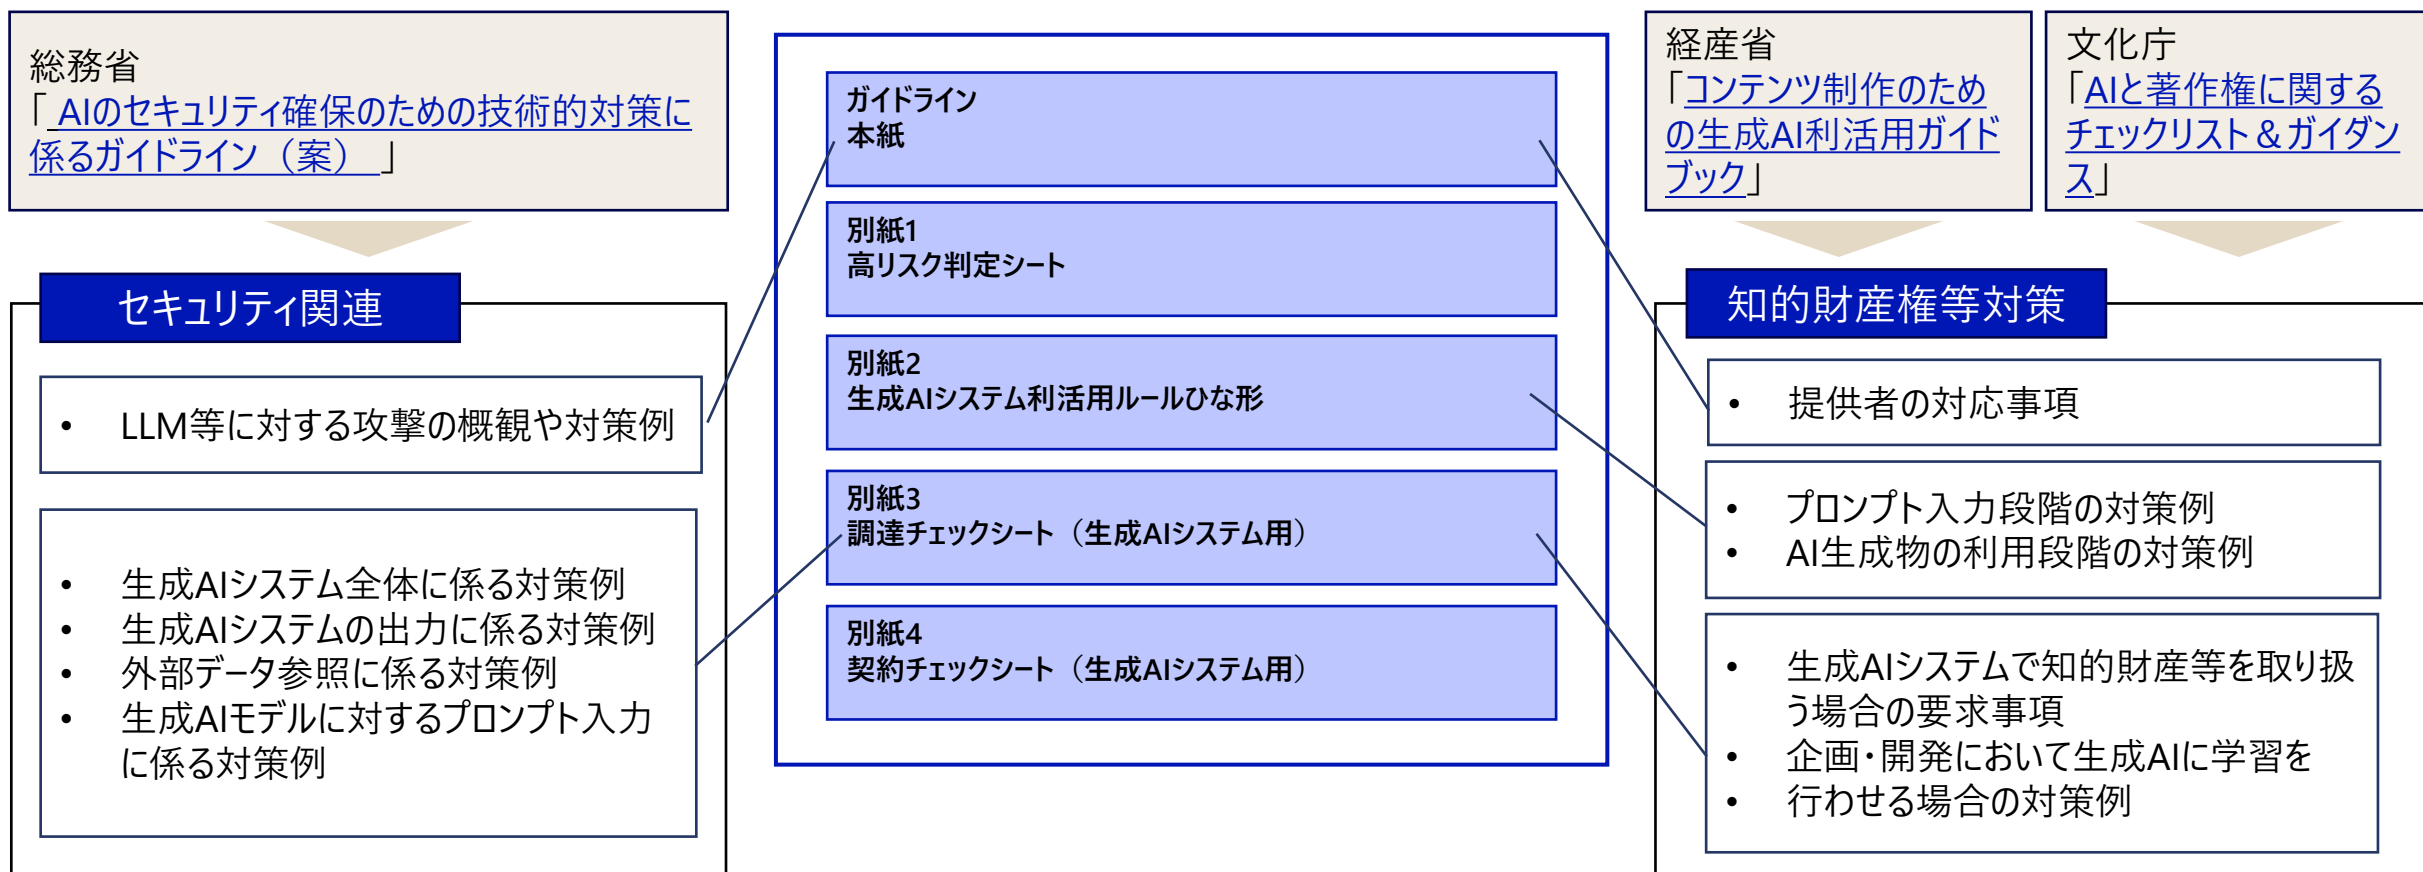 総務省
「 AIのセキュリティ確保のための技術的対策に
係るガイドライン（案） 」
セキュリティ関連
• LLM等に対する攻撃の概観や対策例
• 生成AIシステム全体に係る対策例
• 生成AIシステムの出力に係る対策例
• 外部データ参照に係る対策例
• 生成AIモデルに対するプロンプト入力
に係る対策例
ガイドライン
本紙
別紙1
高リスク判定シート
別紙2
生成AIシステム利活用ルールひな形
別紙3
調達チェックシート（生成AIシステム用）
別紙4
契約チェックシート（生成AIシステム用）
経産省
「コンテンツ制作のため
の生成AI利活用ガイド
ブック」
文化庁
「AIと著作権に関する
チェックリスト＆ガイダン
ス」
知的財産権等対策
• 提供者の対応事項
• プロンプト入力段階の対策例
• AI生成物の利用段階の対策例
• 生成AIシステムで知的財産等を取り扱
う場合の要求事項
• 企画・開発において生成AIに学習を
• 行わせる場合の対策例